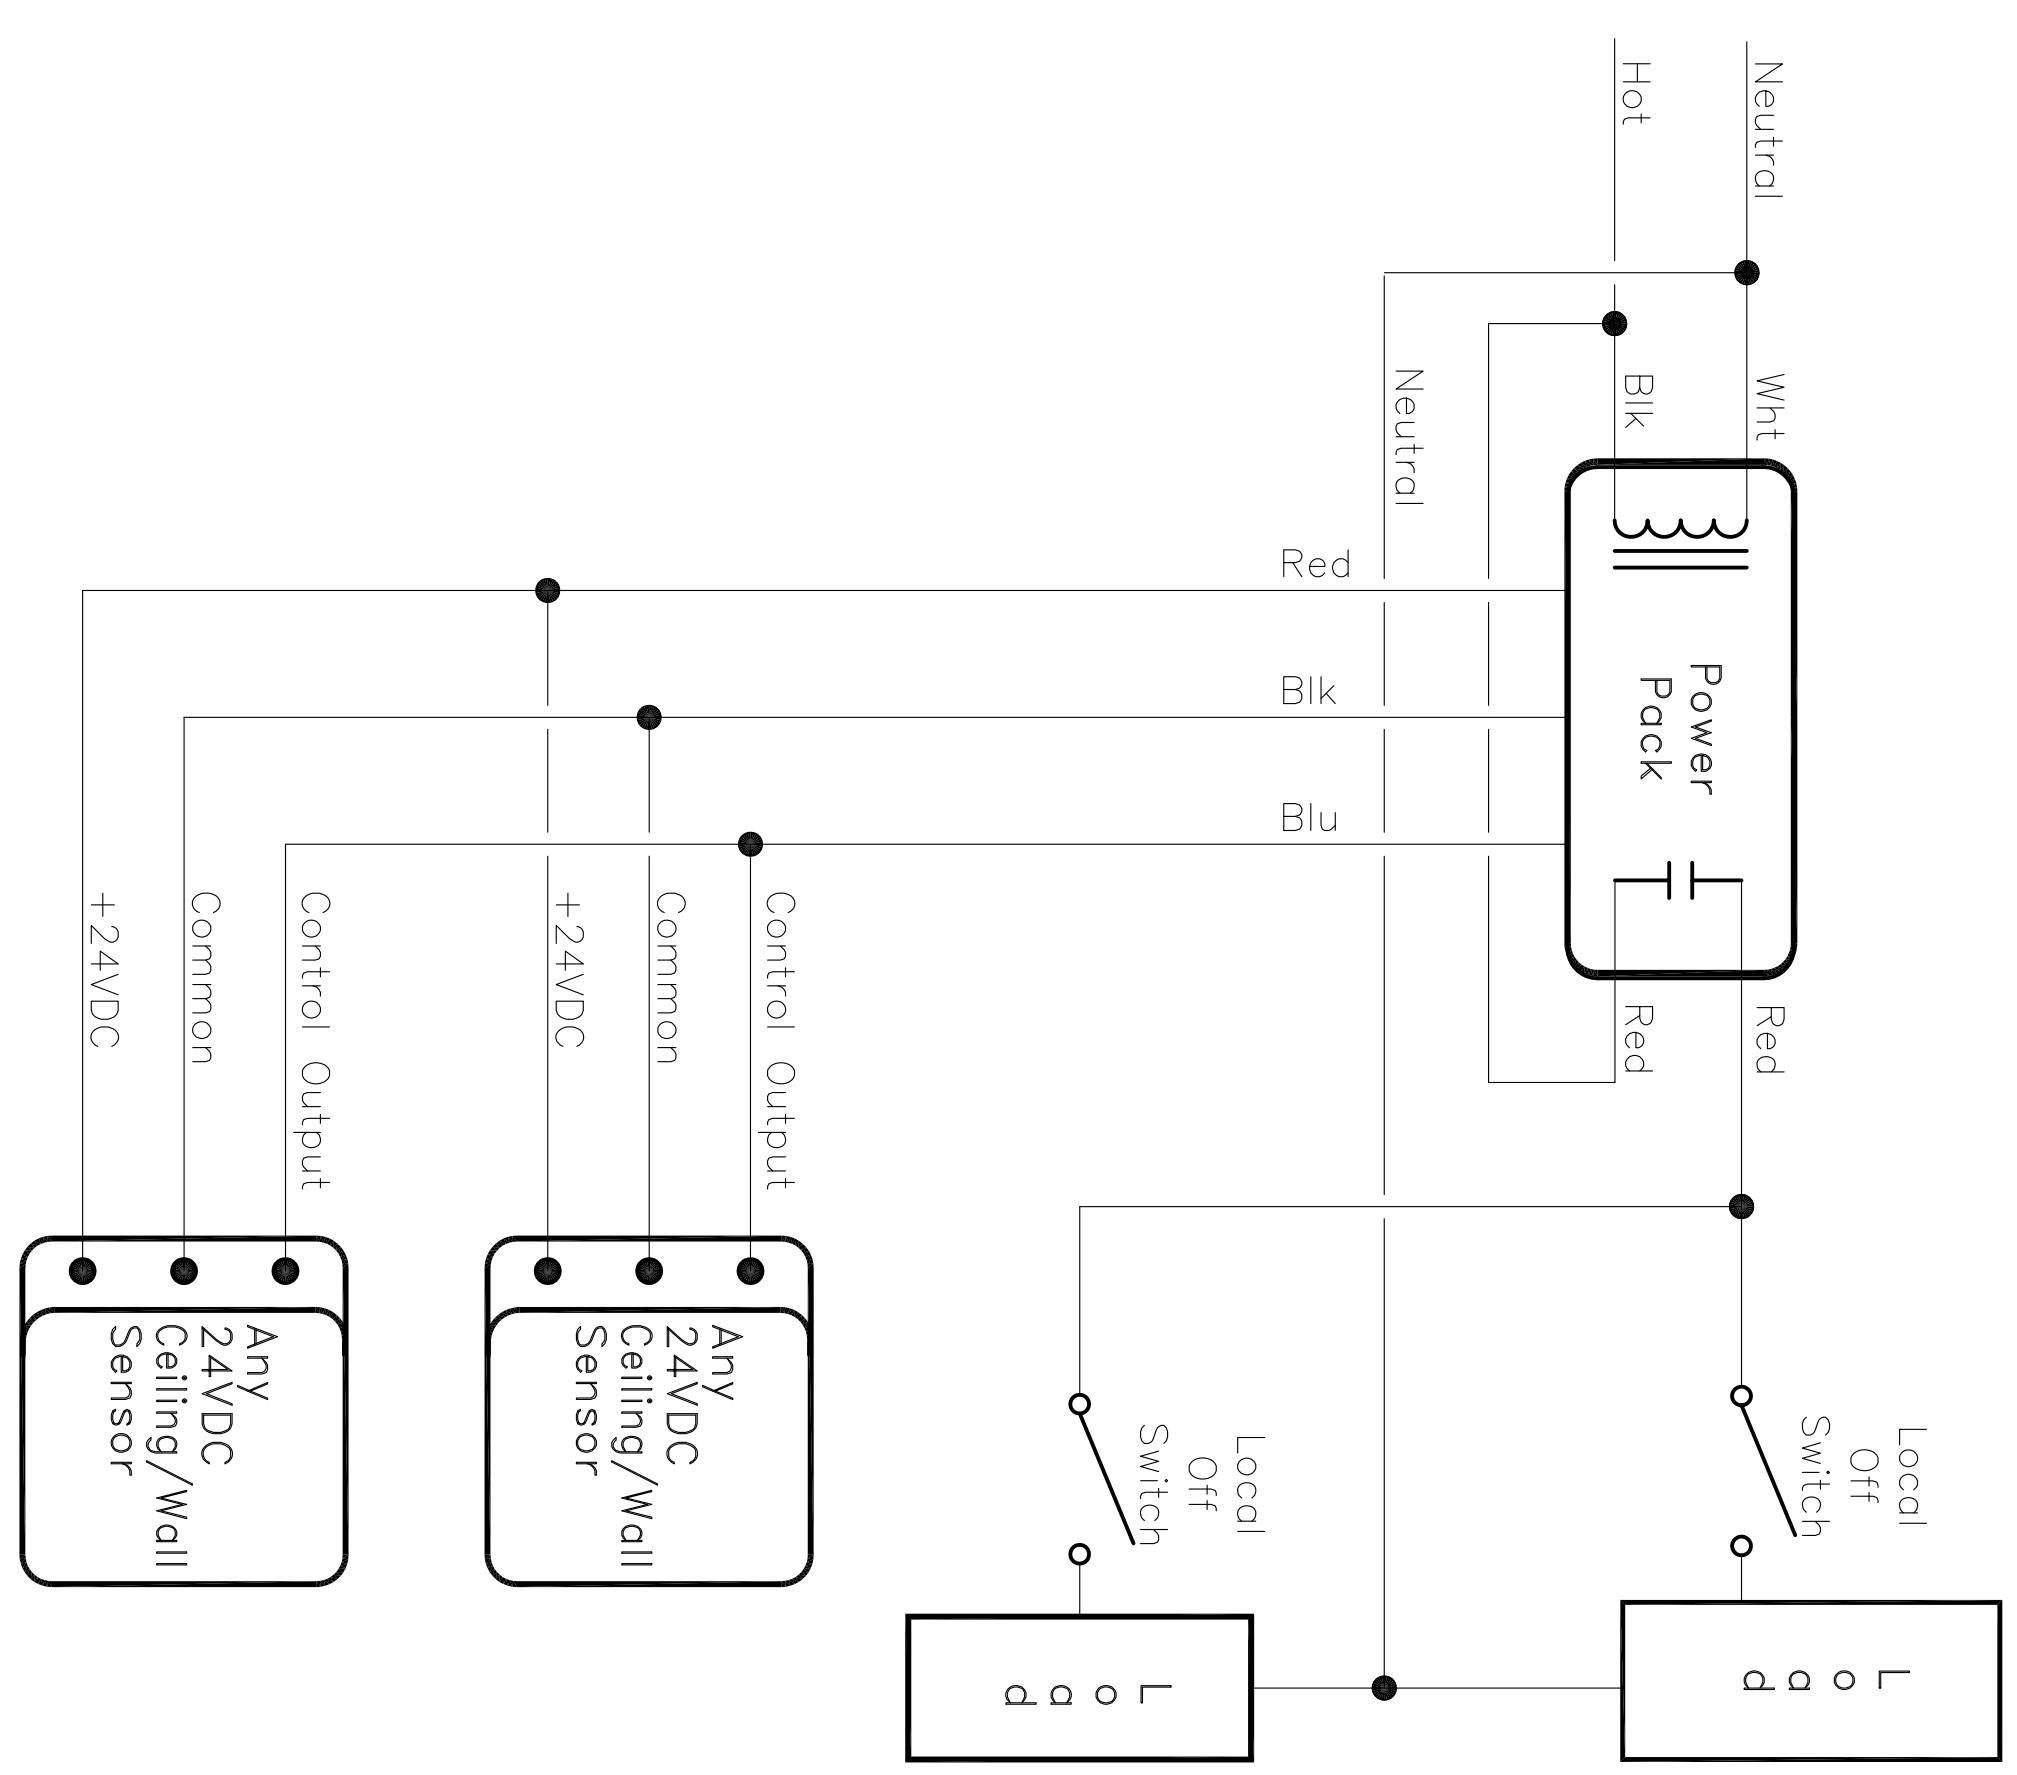 Hot
Neutral
Neutral
Blk
Wht
Red
Blk
Blu
Power
Pack
+24VDC
Common
Control Output
+24VDC
Common
Control Output
Red
Red
Any
24VDC
Ceiling/Wall
Sensor
Any
24VDC
Ceiling/Wall
Sensor
Local
Off
Switch
Local
Off
Switch
Load
Load